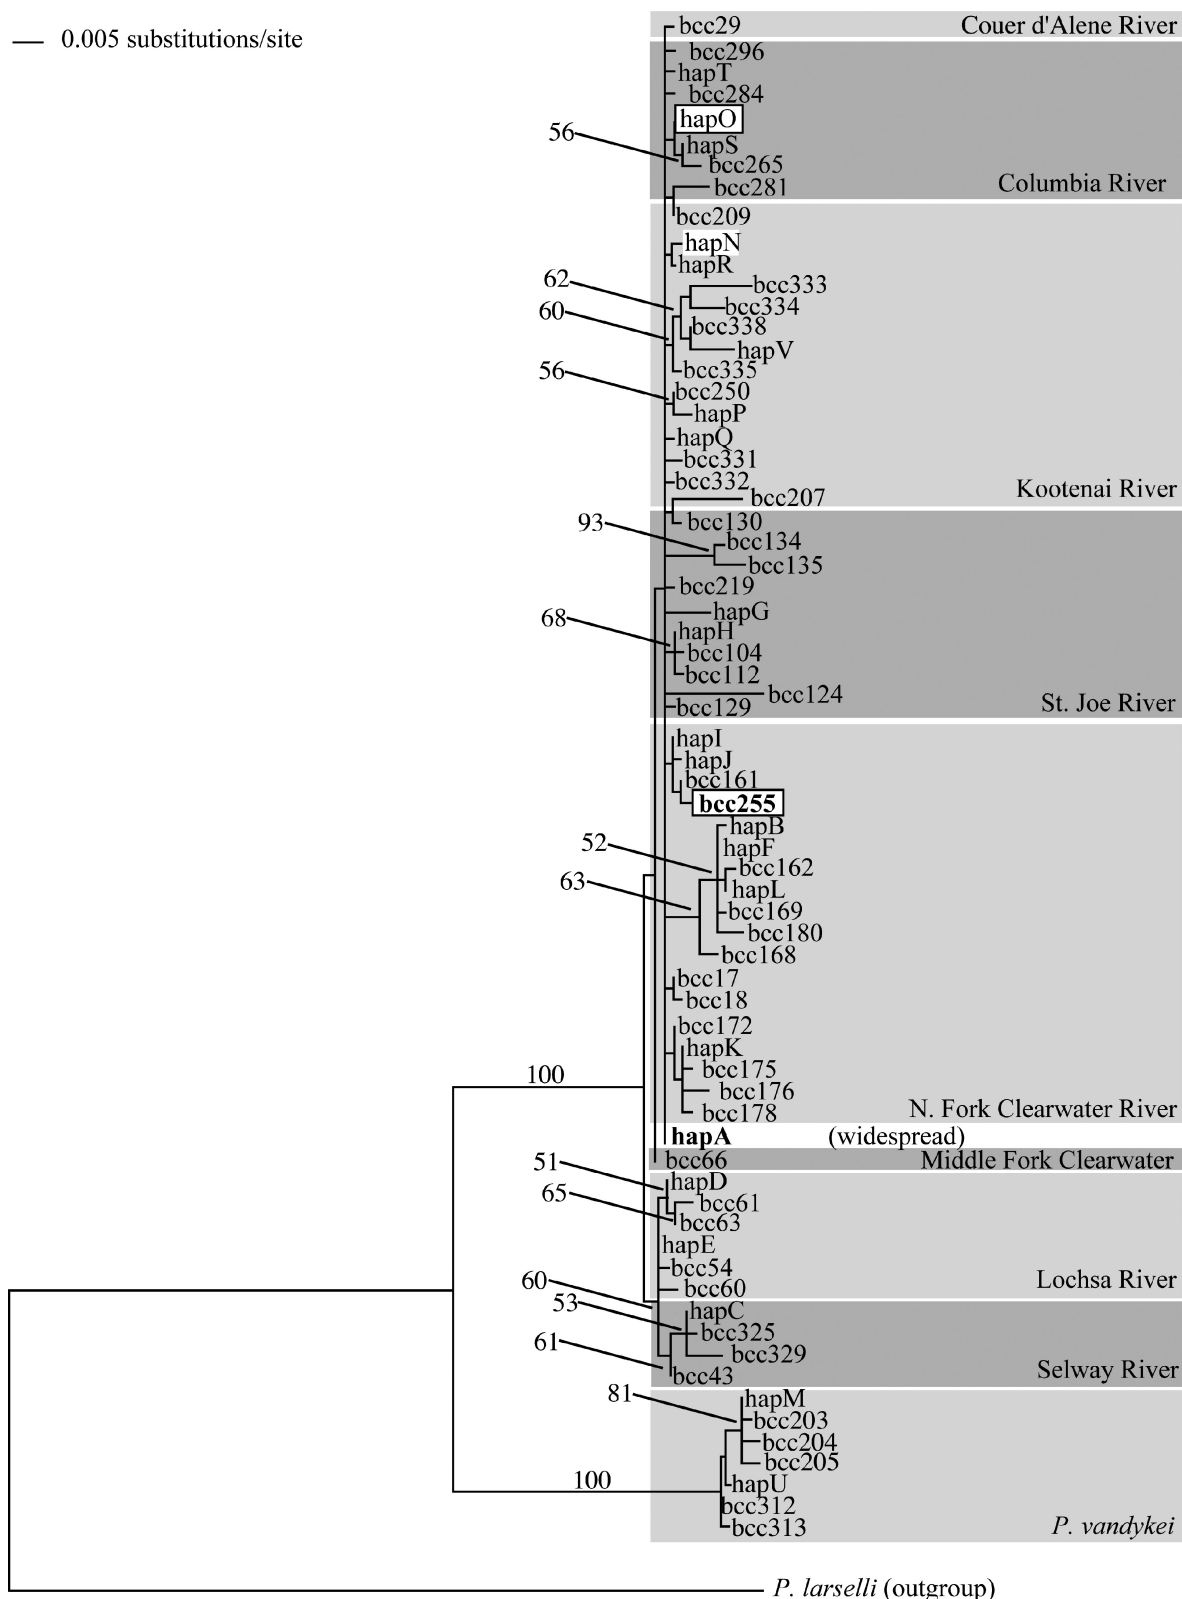 0.005 substitutions/site
bcc29 Couer d'Alene River
bcc296
hapT
bcc284
hapO
56
hapS
bcc265
bcc281 Columbia River
bcc209
hapN
hapR
62
bcc333
60
bcc334
bcc338
hapV
56
bcc335
bcc250
hapP
hapQ
bcc331
bcc332 Kootenai River
bcc207
93
bcc130
bcc134
bcc135
bcc219
hapG
68
hapH
bcc104
bcc112
bcc124
bcc129 St. Joe River
hapI
hapJ
bcc161
bcc255
hapB
52
hapF
bcc162
63
hapL
bcc169
bcc180
bcc168
bcc17
bcc18
bcc172
hapK
100
bcc175
bcc176
bcc178 N. Fork Clearwater River
hapA (widespread)
bcc66 Middle Fork Clearwater
51
hapD
65
bcc61
bcc63
hapE
bcc54
60
bcc60 Lochsa River
53
hapC
bcc325
61
bcc329
bcc43 Selway River
81
hapM
bcc203
bcc204
bcc205
100
hapU
bcc312
bcc313 P. vandykei
P. larselli (outgroup)